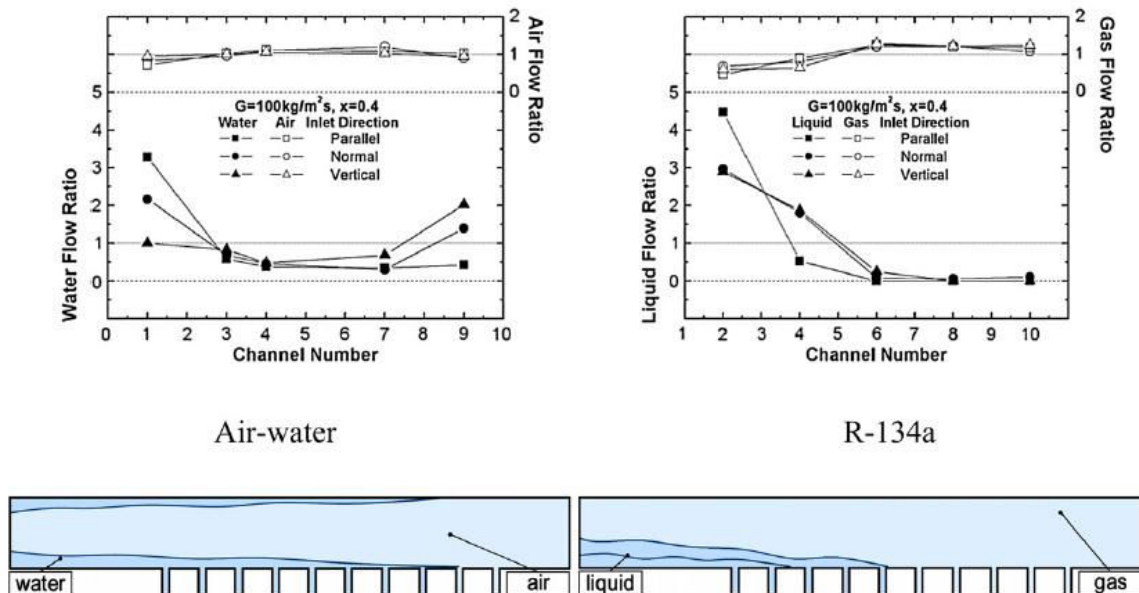 2
1
0
Air Flow Ratio
5
4
3
2
1
0
Water Flow Ratio
G=100kg/m²s, x=0.4
Water Air Inlet Direction
Parallel
Normal
Vertical
0 1 2 3 4 5 6 7 8 9 10
Channel Number
2
1
0
Gas Flow Ratio
5
4
3
2
1
0
Liquid Flow Ratio
G=100kg/m²s, x=0.4
Liquid Gas Inlet Direction
Parallel
Normal
Vertical
1 2 3 4 5 6 7 8 9 10
Channel Number
Air-water
R-134a
water
air
liquid
gas